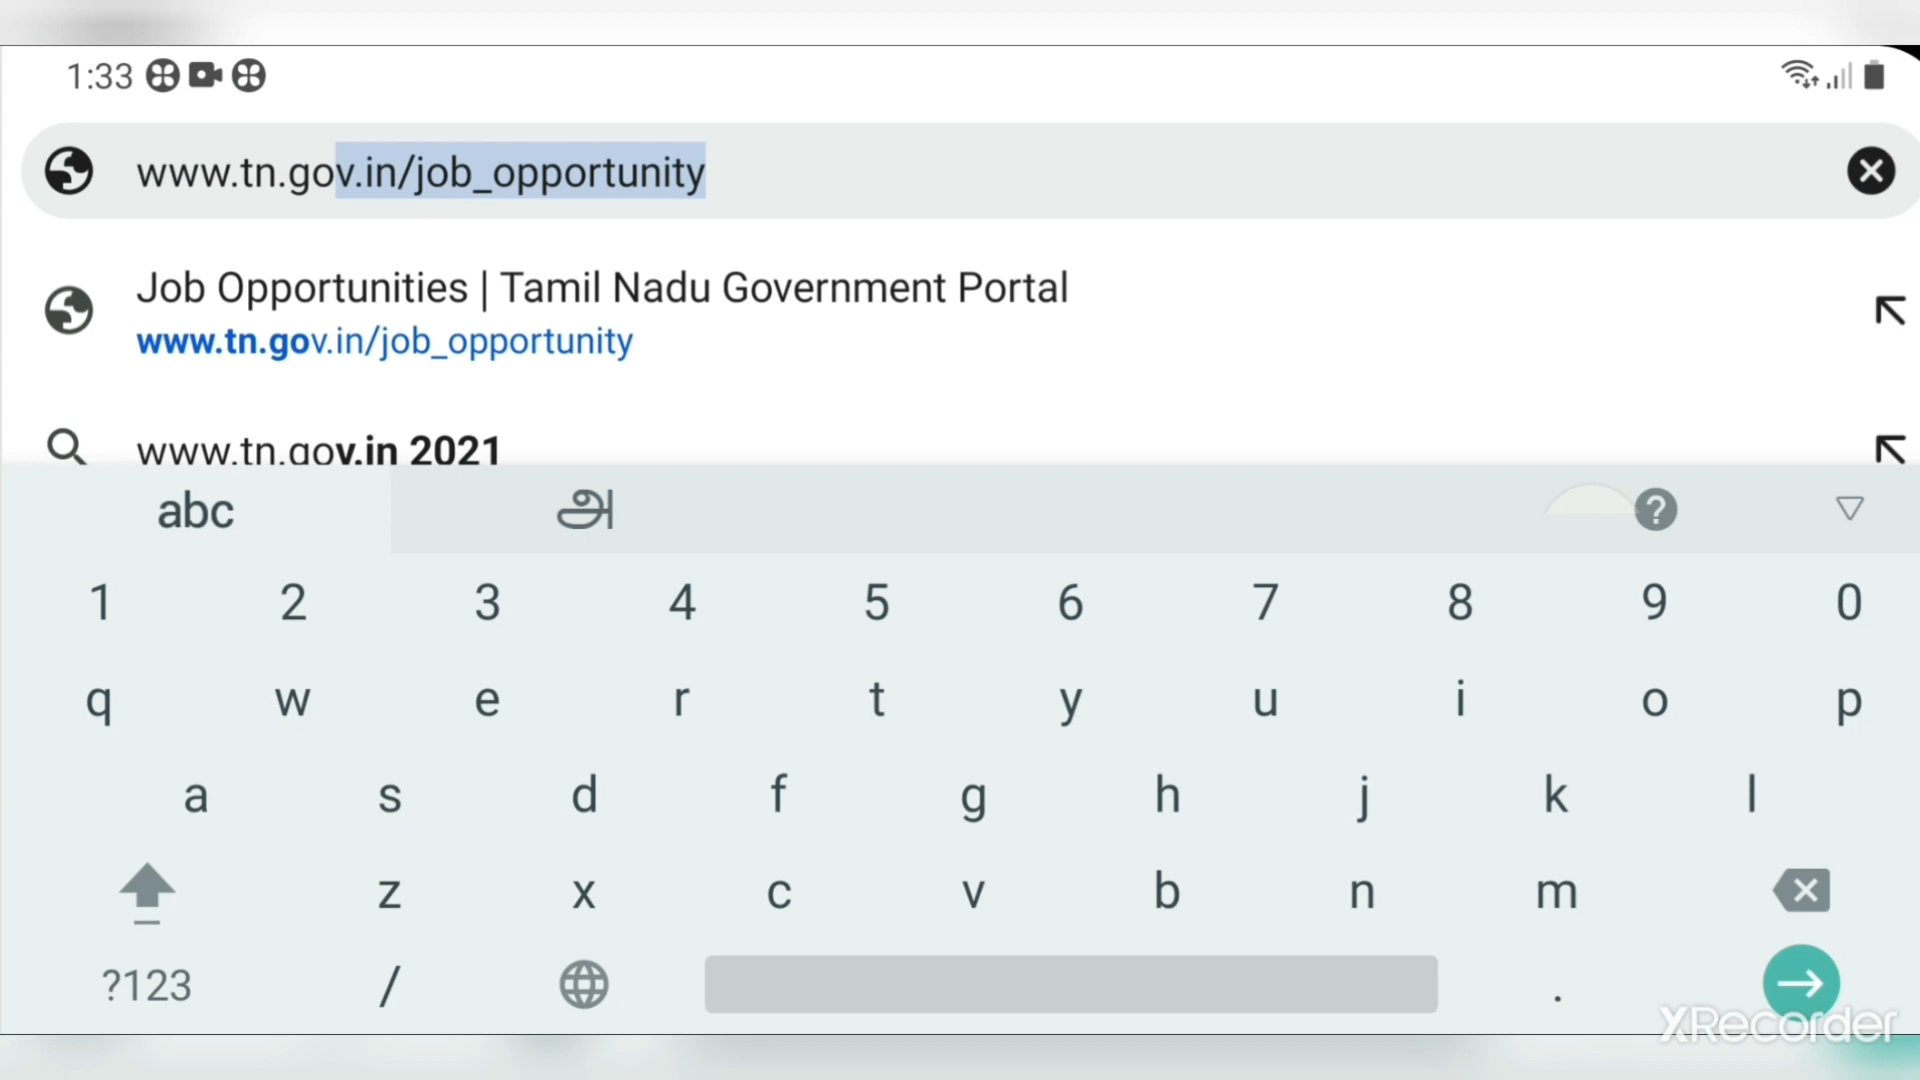 1:33
www.tn.gov.in/job_opportunity
Job Opportunities | Tamil Nadu Government Portal
www.tn.gov.in/job_opportunity
www.tn.gov.in 2021
abc அ ?
1 2 3 4 5 6 7 8 9 0
q w e r t y u i o p
a s d f g h j k l
z x c v b n m
?123 / .
XRecorder